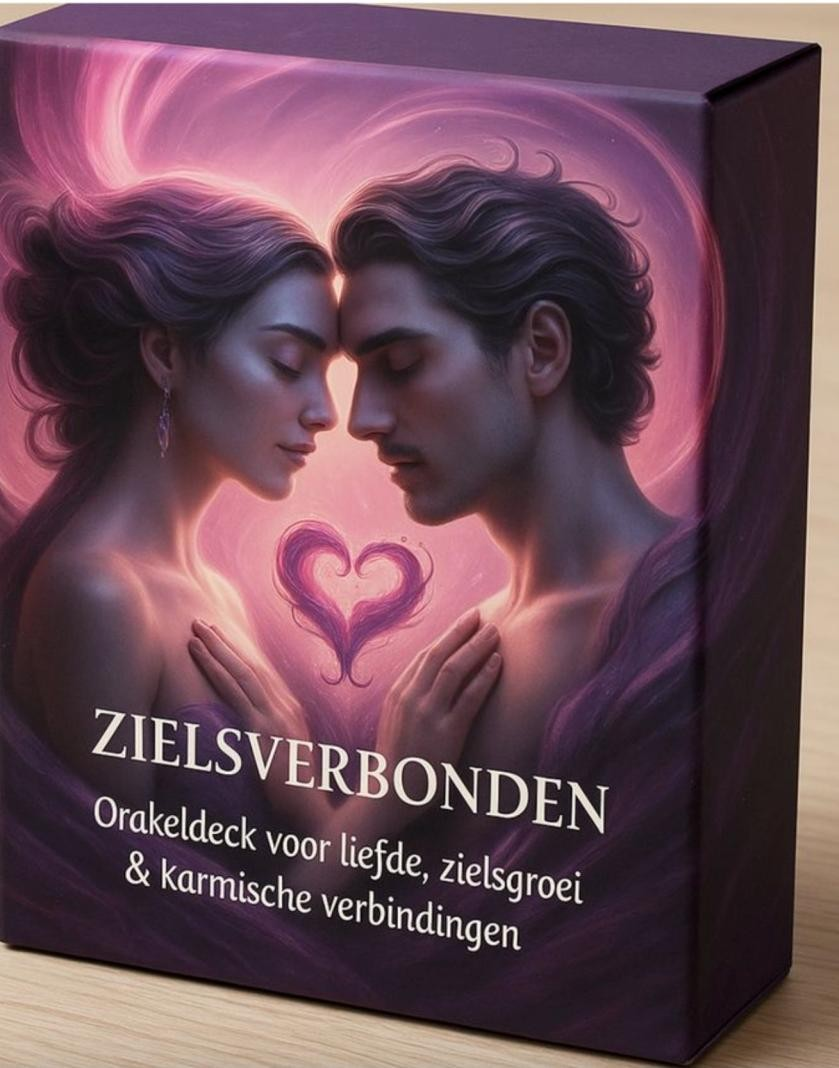 ZIELSVERBONDEN
Orakeldeck voor liefde, zielsgroei
& karmische verbindingen